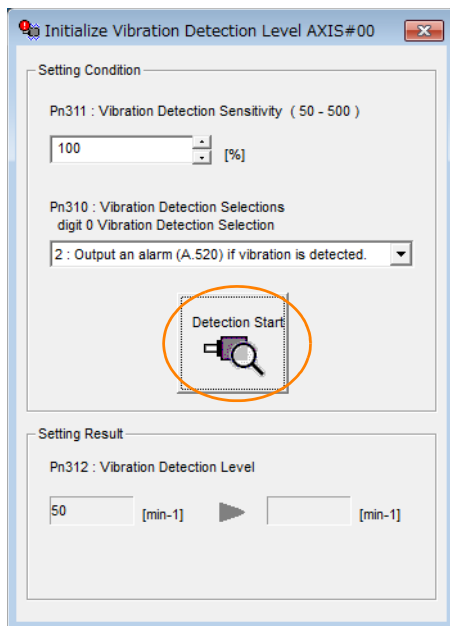 Initialize Vibration Detection Level AXIS#00
Setting Condition
Pn311 : Vibration Detection Sensitivity ( 50 - 500 )
100
[%]
Pn310 : Vibration Detection Selections
digit 0 Vibration Detection Selection
2 : Output an alarm (A.520) if vibration is detected.
Detection Start
Setting Result
Pn312 : Vibration Detection Level
50 [min-1] [min-1]